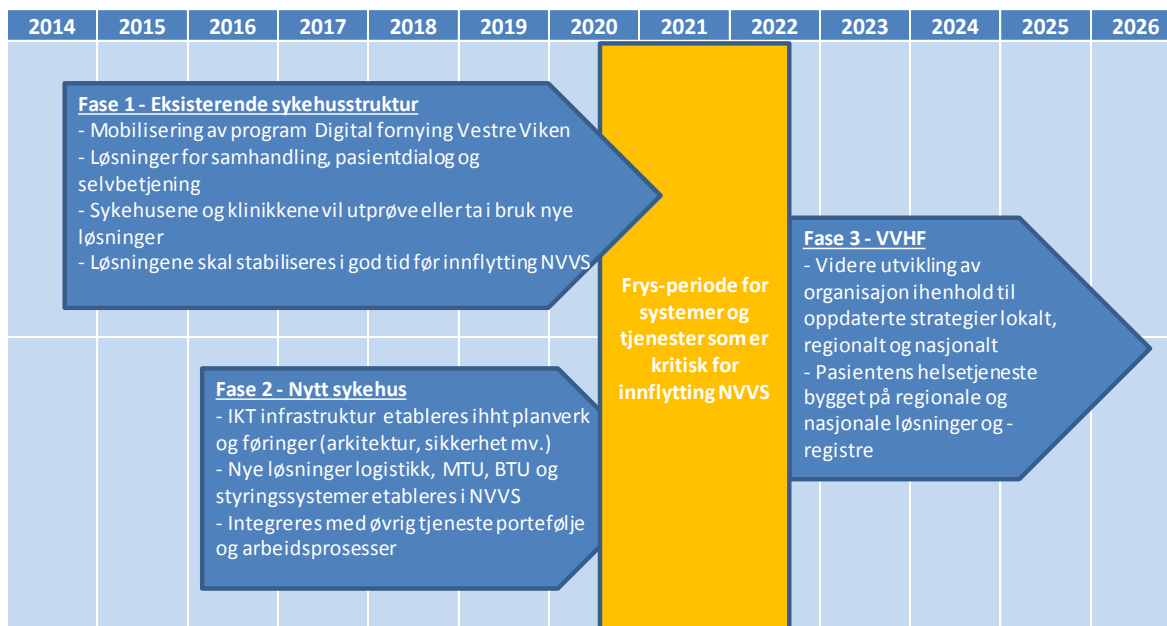 2014 2015 2016 2017 2018 2019 2020 2021 2022 2023 2024 2025 2026
Fase 1 - Eksisterende sykehusstruktur
- Mobilisering av program Digital fornying Vestre Viken
- Løsninger for samhandling, pasientdialog og
selvbetjening
- Sykehusene og klinikkene vil utprøve eller ta i bruk nye
løsninger
- Løsningene skal stabiliseres i god tid før innflytting NVVS
Fase 2 - Nytt sykehus
- IKT infrastruktur etableres ihht planverk
og føringer (arkitektur, sikkerhet mv.)
- Nye løsninger logistikk, MTU, BTU og
styringssystemer etableres i NVVS
- Integreres med øvrig tjeneste portefølje
og arbeidsprosesser
Frys-periode for
systemer og
tjenester som er
kritisk for
innflytting NVVS
Fase 3 - VVHF
- Videre utvikling av
organisasjon ihenhold til
oppdaterte strategier lokalt,
regionalt og nasjonalt
- Pasientens helsetjeneste
bygget på regionale og
nasjonale løsninger og -
registre